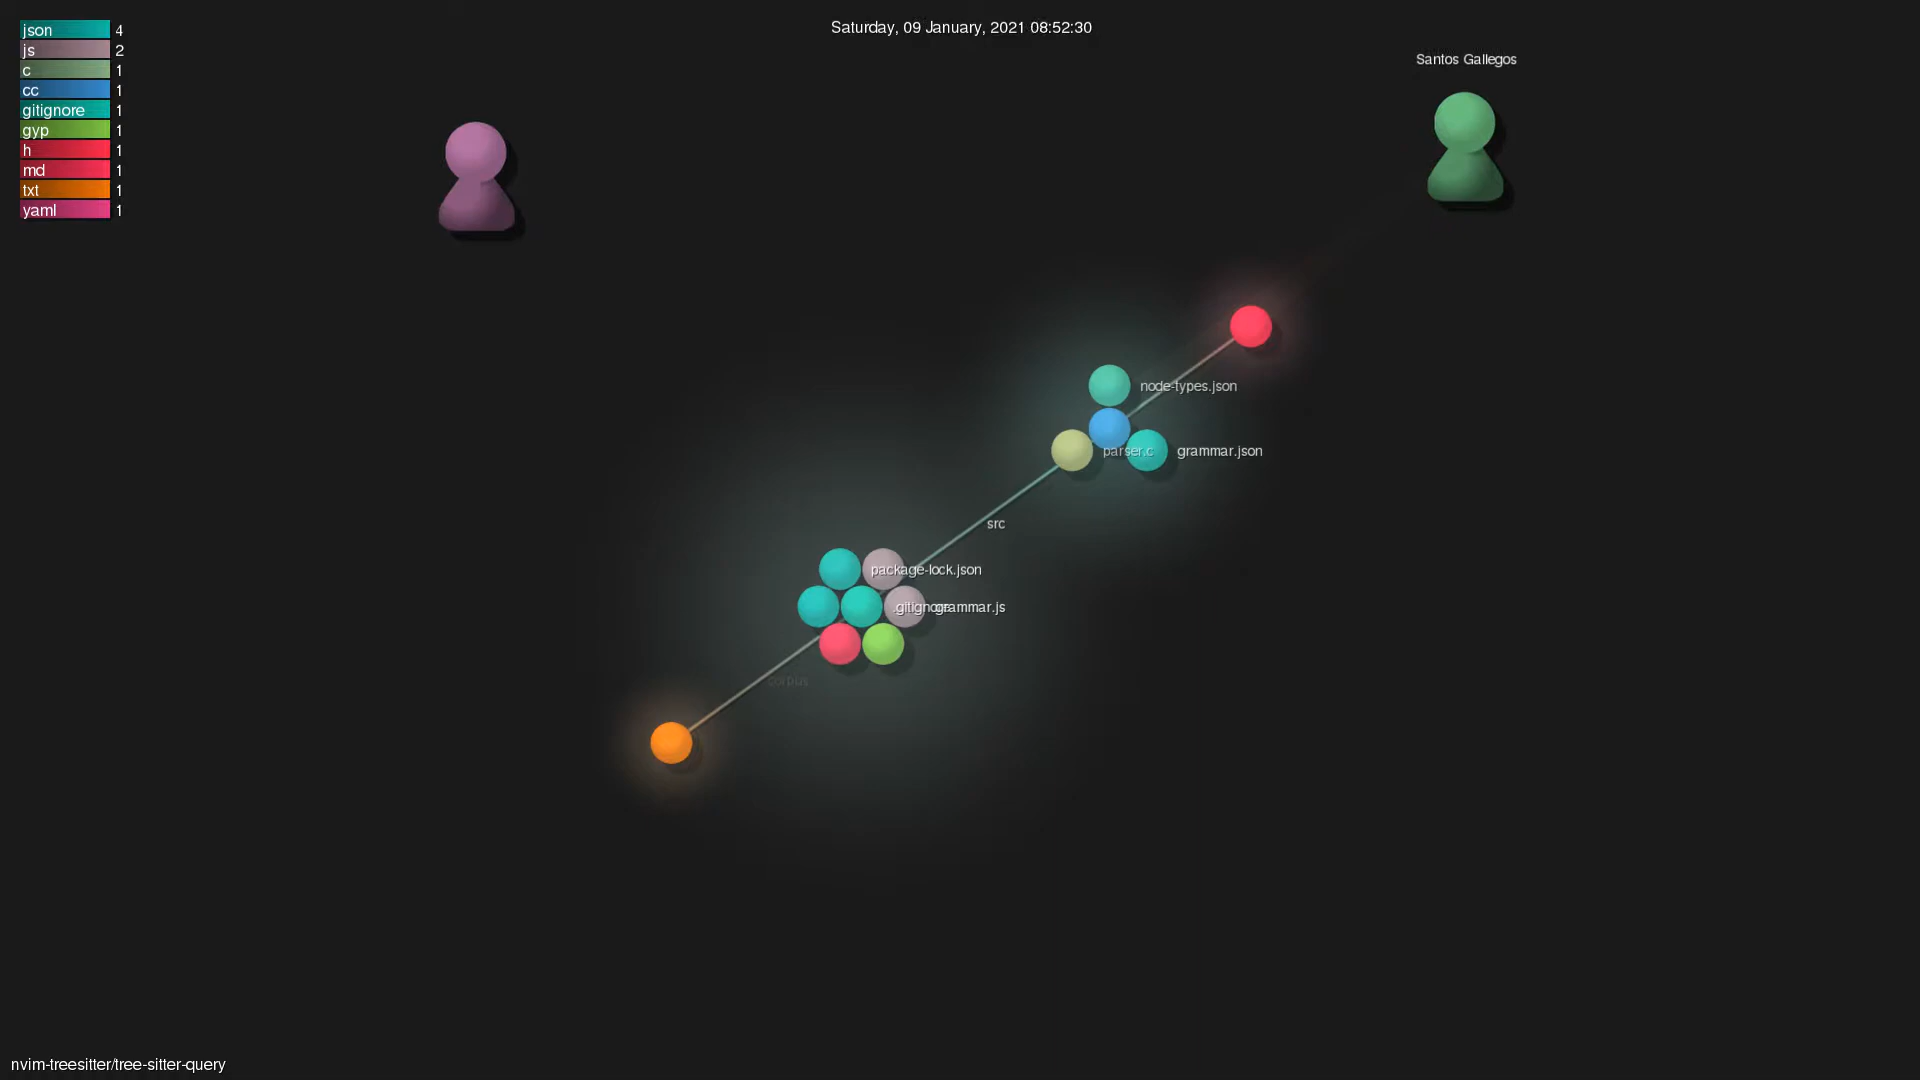 json 4
js 2
c 1
cc 1
gitignore 1
gyp 1
h 1
md 1
txt 1
yaml 1
Saturday, 09 January, 2021 08:52:30
Santos Gallegos
node-types.json
parser.c
grammar.json
src
package-lock.json
.gitignore
grammar.js
corpus
nvim-treesitter/tree-sitter-query